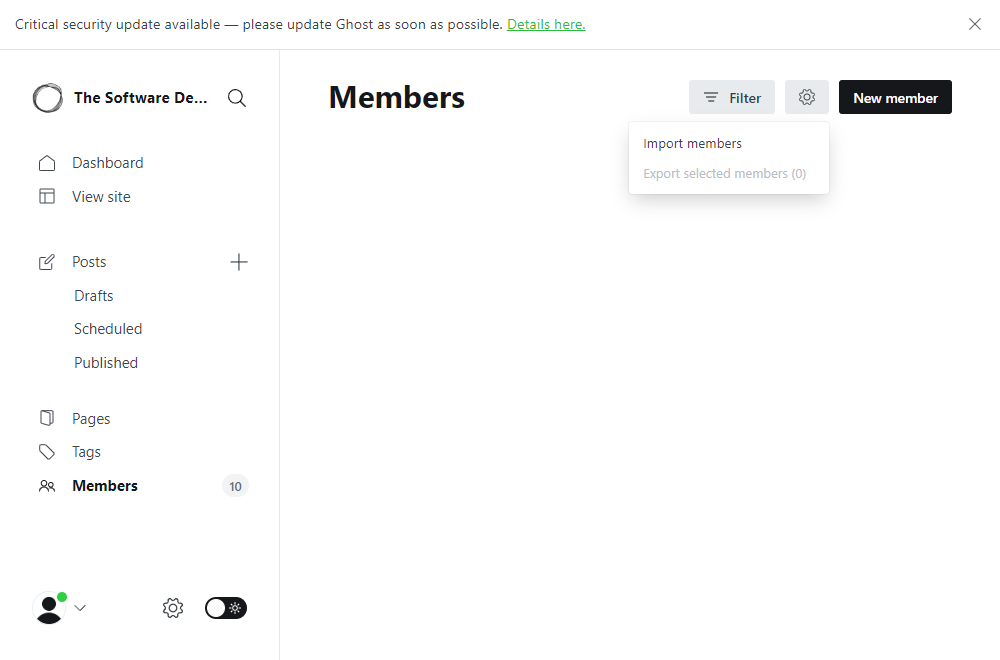 Critical security update available — please update Ghost as soon as possible. Details here.
The Software De...
Members
Filter
New member
Import members
Export selected members (0)
Dashboard
View site
Posts
Drafts
Scheduled
Published
Pages
Tags
Members 10